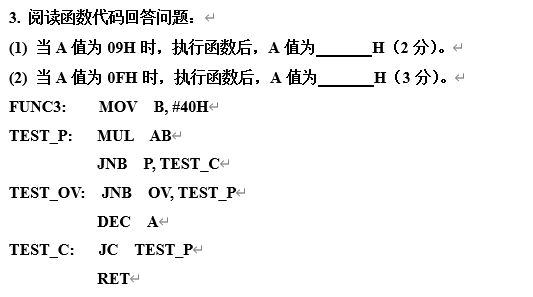 3. 阅读函数代码回答问题：
(1) 当 A 值为 09H 时，执行函数后，A 值为______H（2 分）。
(2) 当 A 值为 0FH 时，执行函数后，A 值为______H（3 分）。
FUNC3: MOV B, #40H
TEST_P: MUL AB
JNB P, TEST_C
TEST_OV: JNB OV, TEST_P
DEC A
TEST_C: JC TEST_P
RET